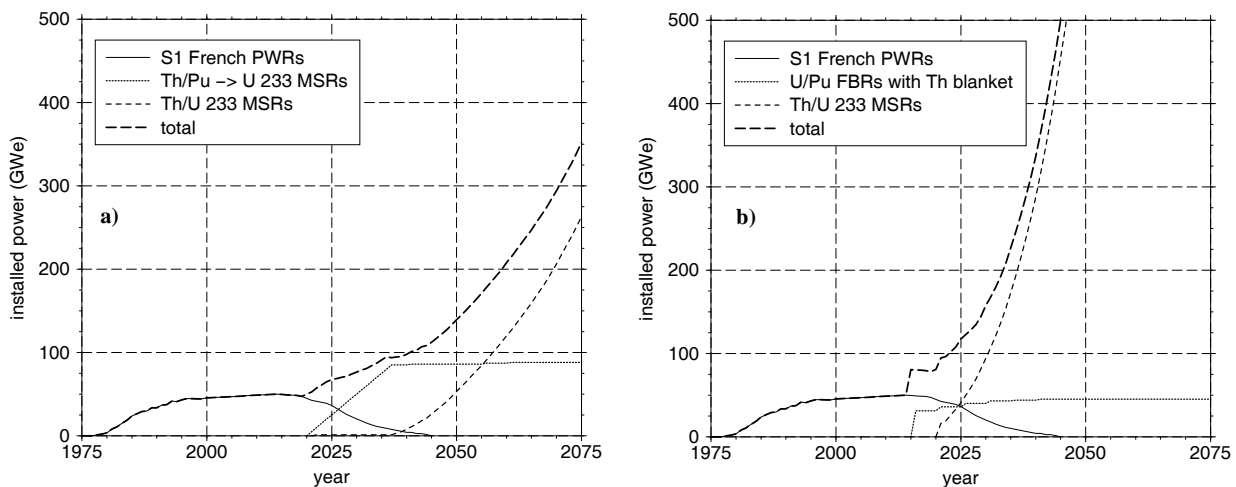 500
400
300
200
100
0
installed power (GWe)
S1 French PWRs
Th/Pu −> U 233 MSRs
Th/U 233 MSRs
total
a)
1975
2000
2025
2050
2075
year
500
400
300
200
100
0
installed power (GWe)
S1 French PWRs
U/Pu FBRs with Th blanket
Th/U 233 MSRs
total
b)
1975
2000
2025
2050
2075
year